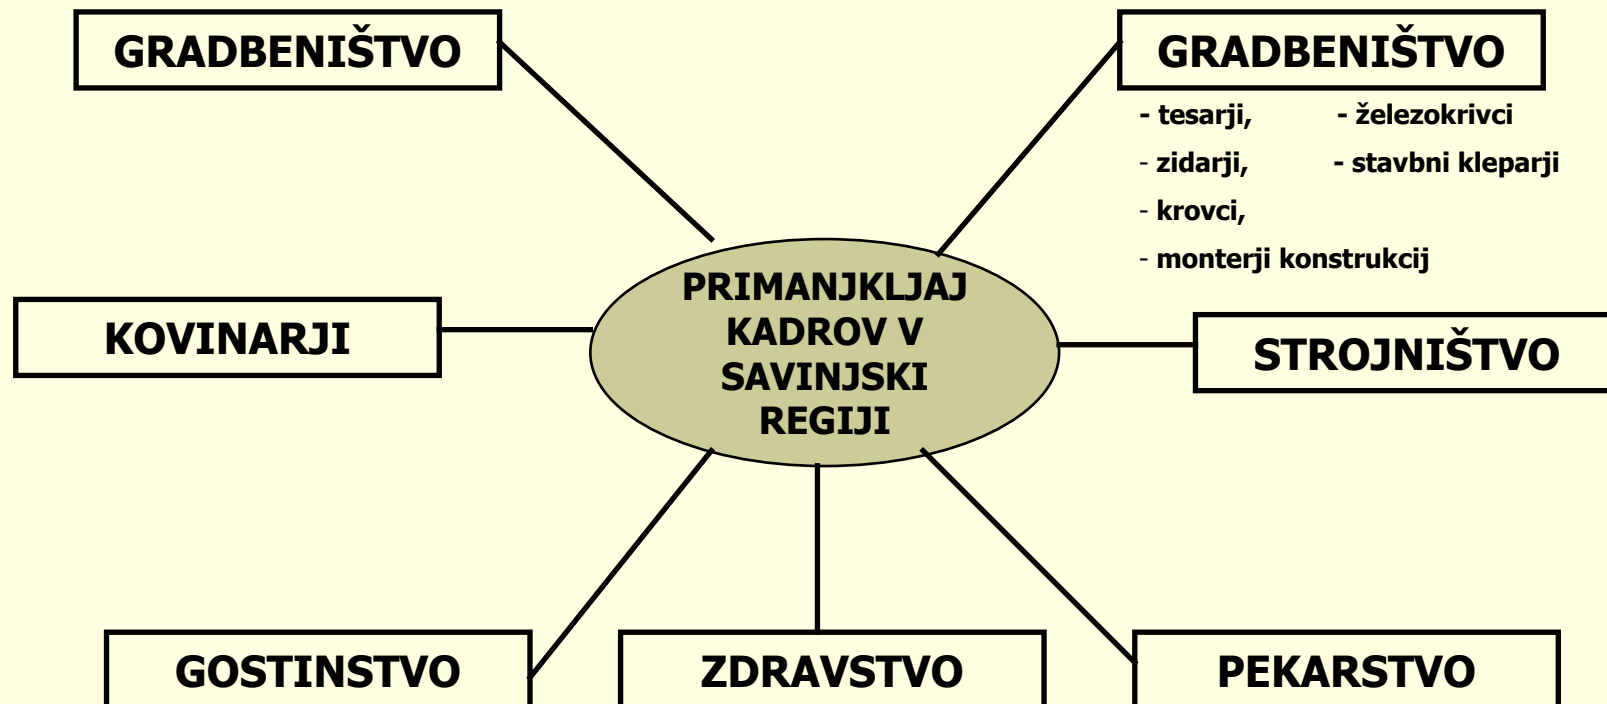 GRADBENIŠTVO
GRADBENIŠTVO
- tesarji, - železokrivci
- zidarji, - stavbni kleparji
- krovci,
- monterji konstrukcij
PRIMANJKLJAJ
KADROV V
SAVINJSKI
REGIJI
KOVINARJI
STROJNIŠTVO
GOSTINSTVO
ZDRAVSTVO
PEKARSTVO